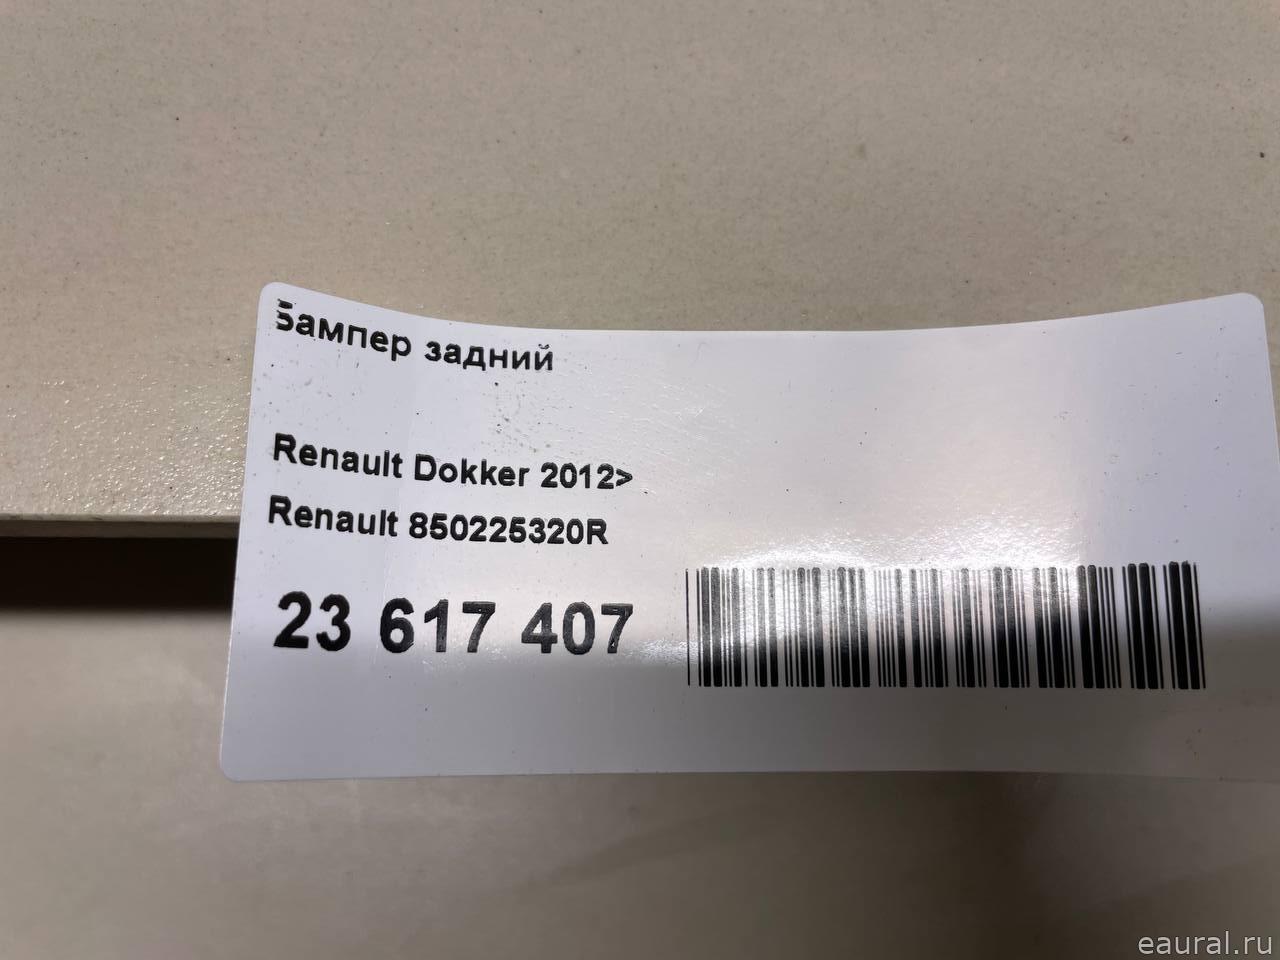 Бампер задний
Renault Dokker 2012>
Renault 850225320R
23 617 407
eaural.ru